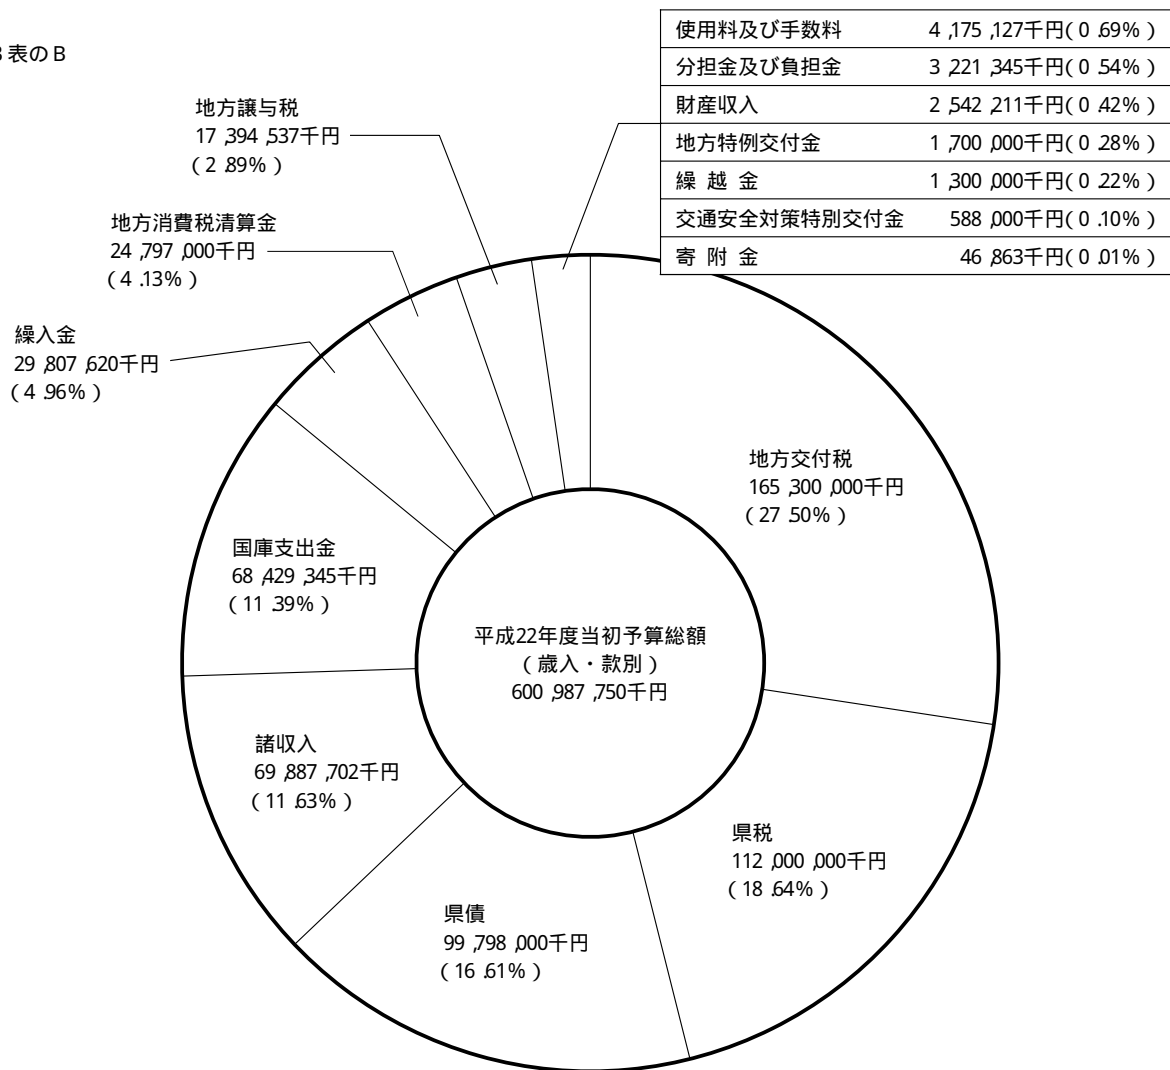 3表のB
使用料及び手数料 4,175,127千円(0.69%)
分担金及び負担金 3,221,345千円(0.54%)
財産収入 2,542,211千円(0.42%)
地方特例交付金 1,700,000千円(0.28%)
繰越金 1,300,000千円(0.22%)
交通安全対策特別交付金 588,000千円(0.10%)
寄附金 46,863千円(0.01%)
地方譲与税
17,394,537千円
(2.89%)
地方消費税清算金
24,797,000千円
(4.13%)
繰入金
29,807,620千円
(4.96%)
地方交付税
165,300,000千円
(27.50%)
国庫支出金
68,429,345千円
(11.39%)
平成22年度当初予算総額
(歳入・款別)
600,987,750千円
諸収入
69,887,702千円
(11.63%)
県税
112,000,000千円
(18.64%)
県債
99,798,000千円
(16.61%)